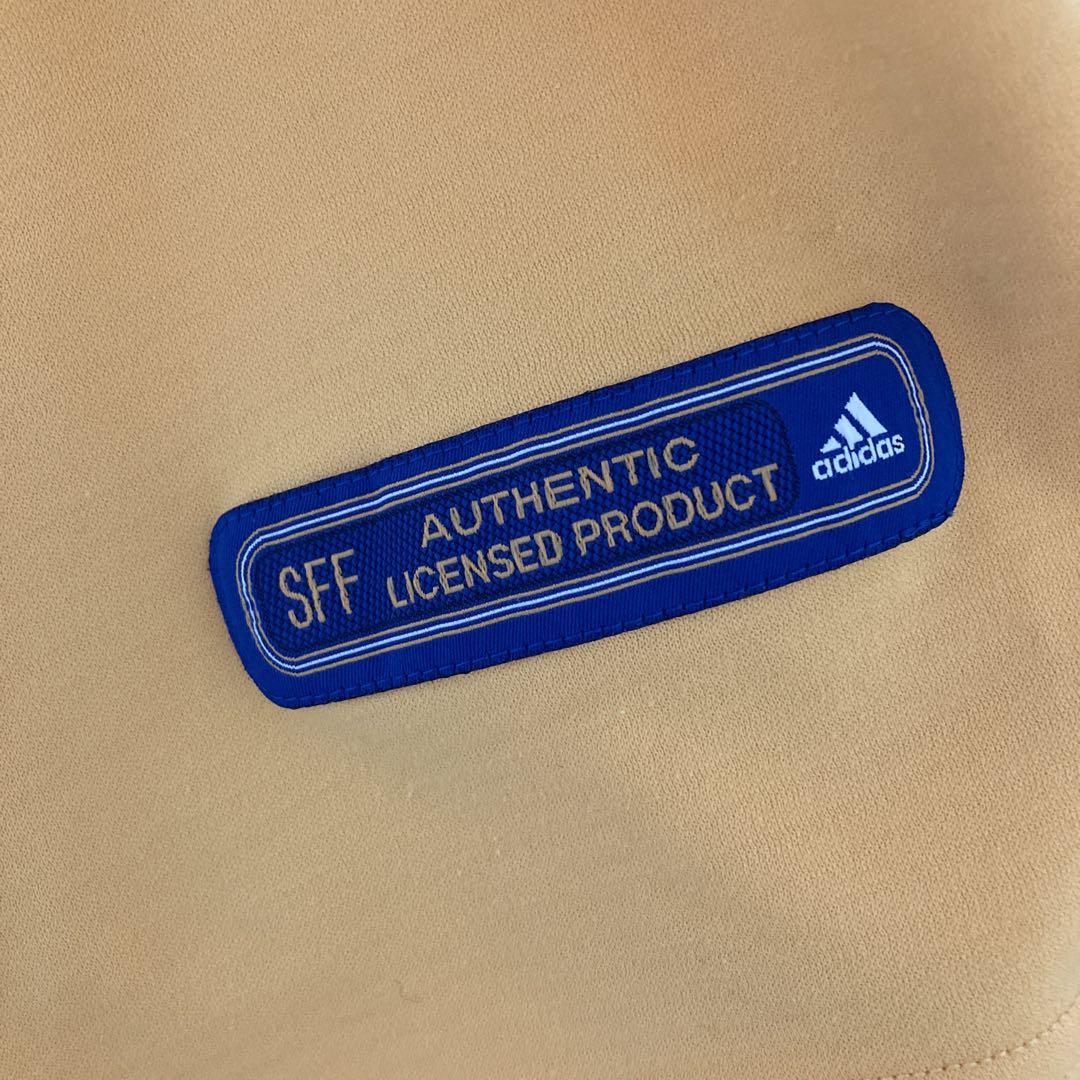 SFF
AUTHENTIC
LICENSED PRODUCT
adidas